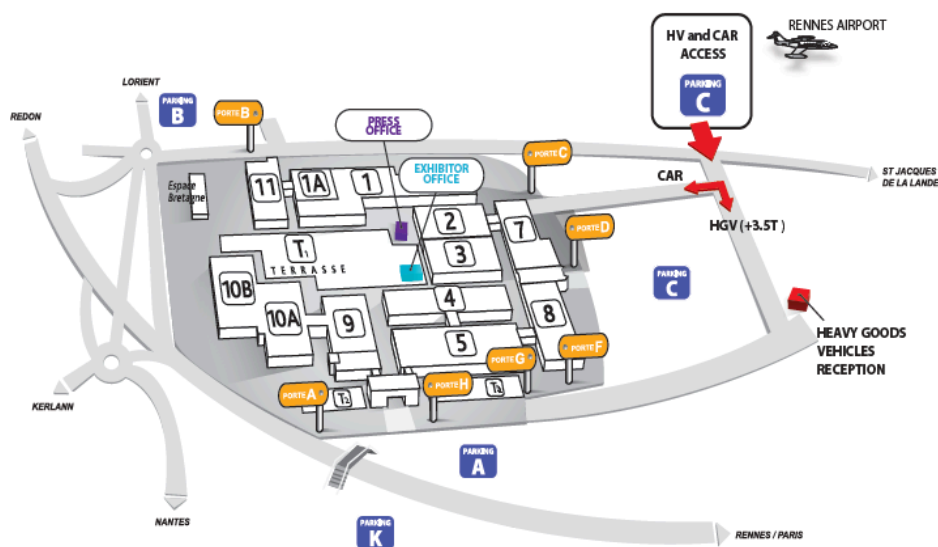 HV and CAR
ACCESS
PARKING
C
RENNES AIRPORT
LORIENT
PARKING
B
REDON
PORTE B
PRESS
OFFICE
EXHIBITOR
OFFICE
PORTE C
CAR
ST JACQUES
DE LA LANDE
HGV (+3.5T )
Espace
Bretagne
11
1A
1
2
7
PORTE D
T1
TERRASSE
3
PARKING
C
10B
10A
9
4
8
5
HEAVY GOODS
VEHICLES
RECEPTION
PORTE G
PORTE F
PORTE A
PORTE H
T2
KERLANN
PARKING
A
NANTES
PARKING
K
RENNES / PARIS